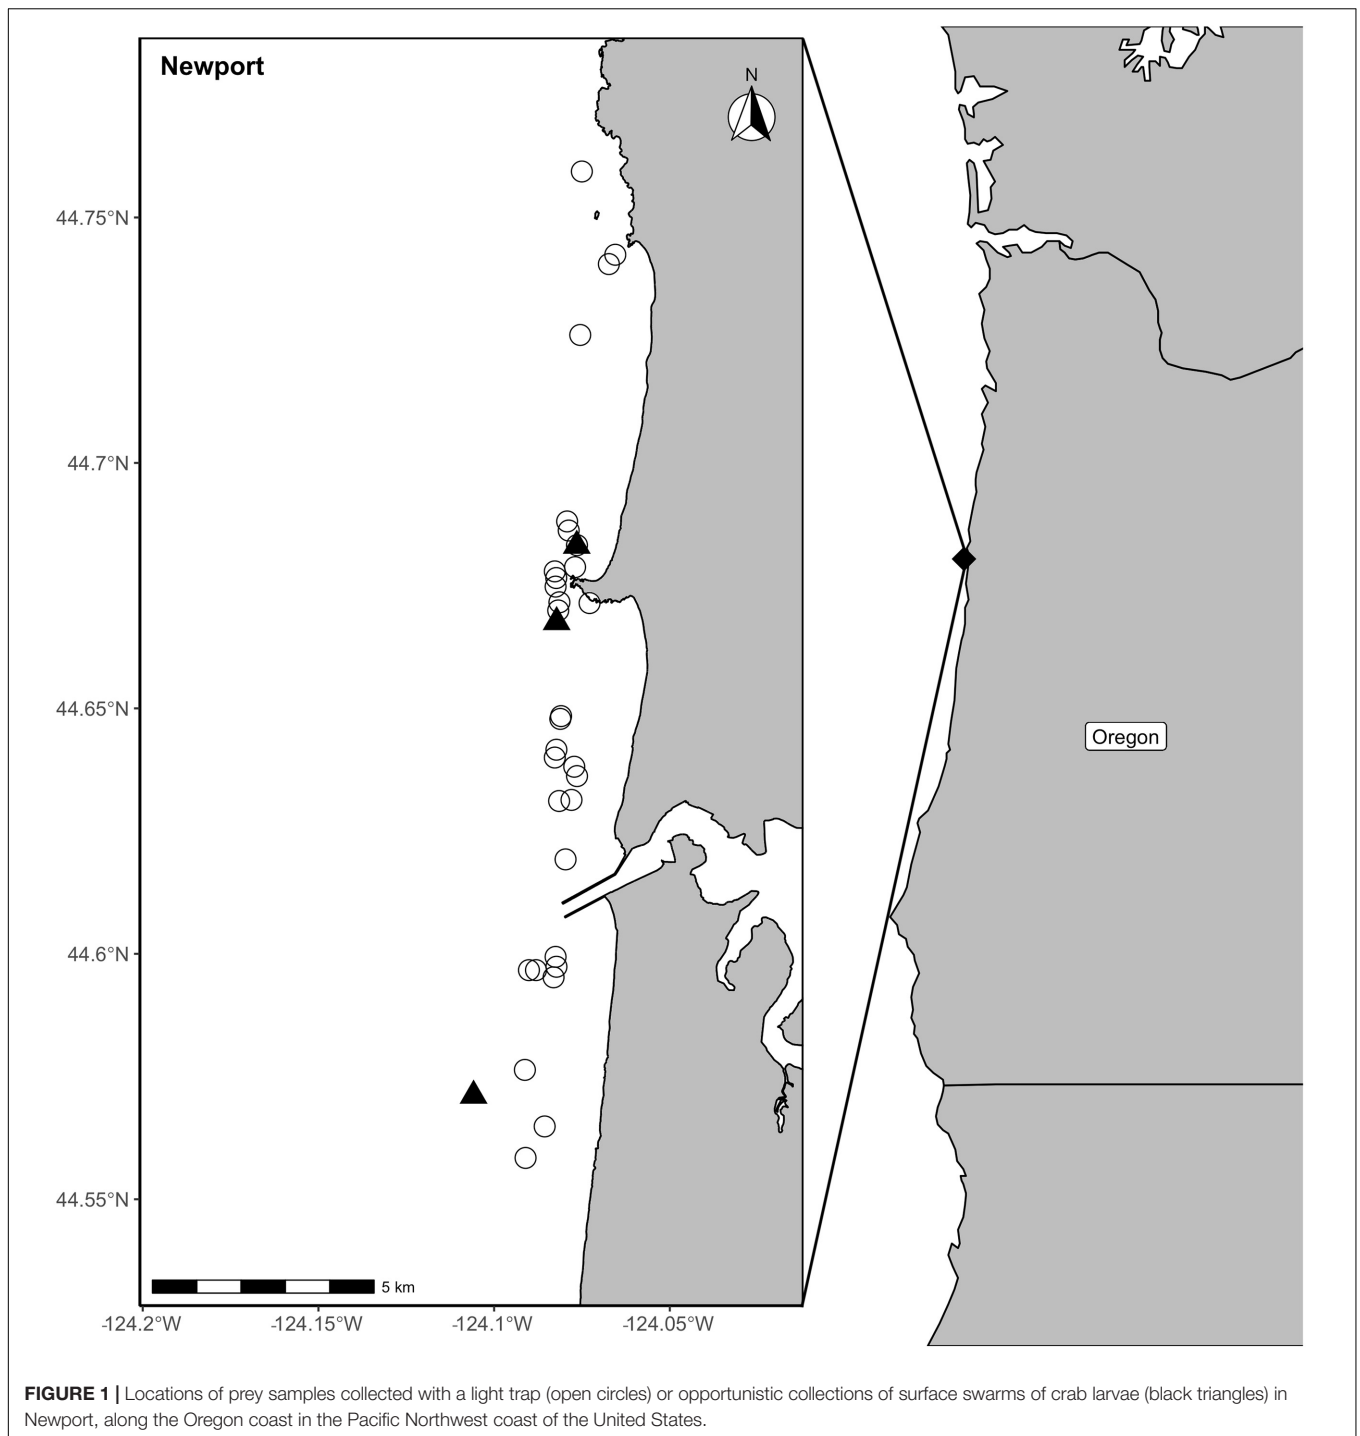 Newport
N
44.75°N
44.7°N
44.65°N
44.6°N
44.55°N
Oregon
5 km
-124.2°W -124.15°W -124.1°W -124.05°W
FIGURE 1 | Locations of prey samples collected with a light trap (open circles) or opportunistic collections of surface swarms of crab larvae (black triangles) in
Newport, along the Oregon coast in the Pacific Northwest coast of the United States.